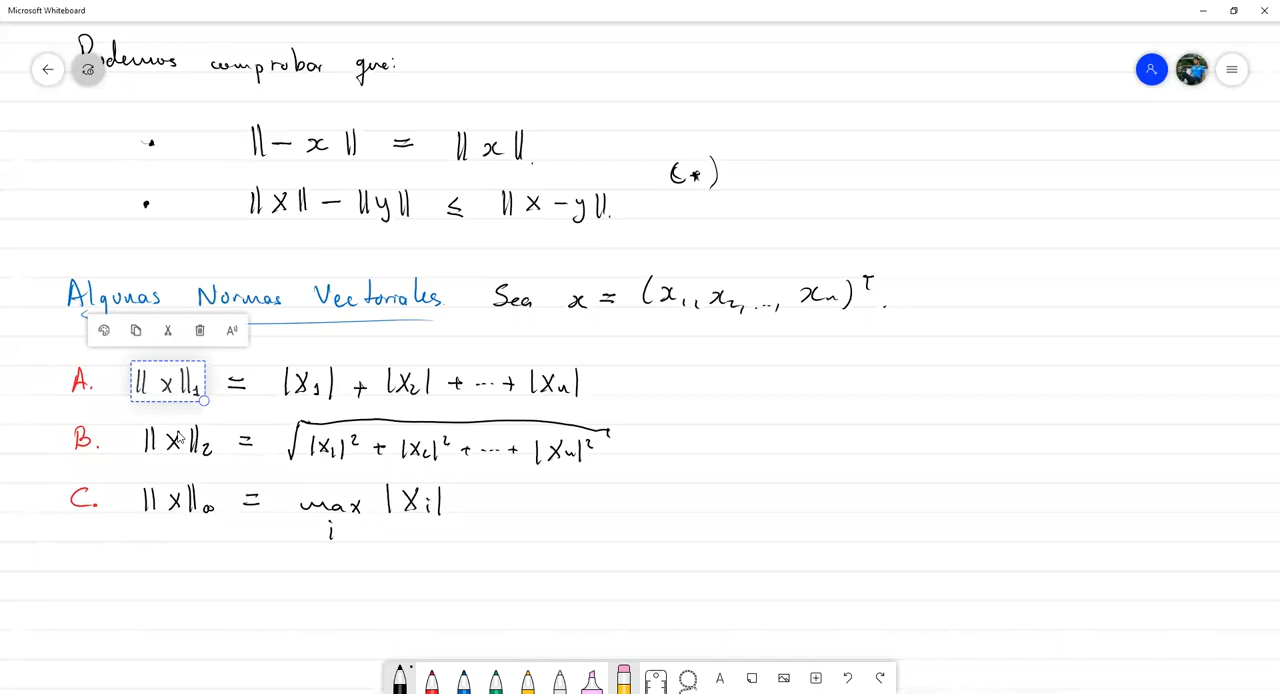 Microsoft Whiteboard
Podemos comprobar que:
• ‖-x‖ = ‖x‖.
(*)
• ‖x‖ - ‖y‖ ≤ ‖x-y‖.
Algunas Normas Vectoriales. Sea x = (x₁, x₂, ..., xₙ)ᵀ.
A. ‖x‖₁ = |x₁| + |x₂| + ... + |xₙ|
B. ‖x‖₂ = √(|x₁|² + |x₂|² + ... + |xₙ|²)
C. ‖x‖∞ = max |xᵢ|
i